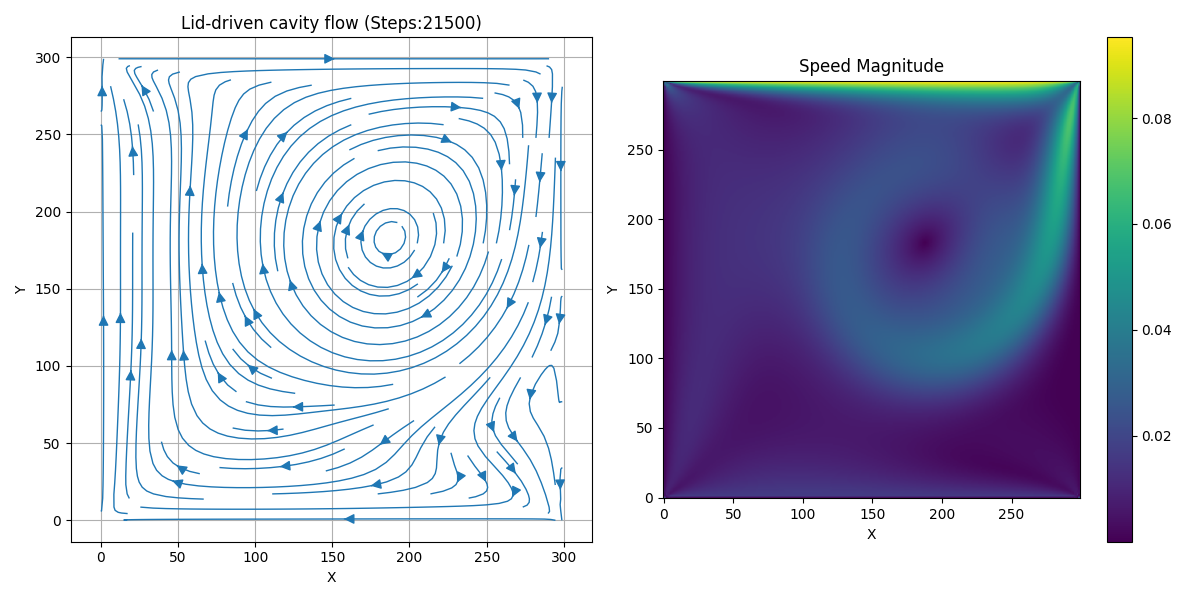 Lid-driven cavity flow (Steps:21500)
300
250
200
150
100
50
0
0 50 100 150 200 250 300
X
Y
Speed Magnitude
250
200
150
100
50
0
0 50 100 150 200 250
X
Y
0.08
0.06
0.04
0.02